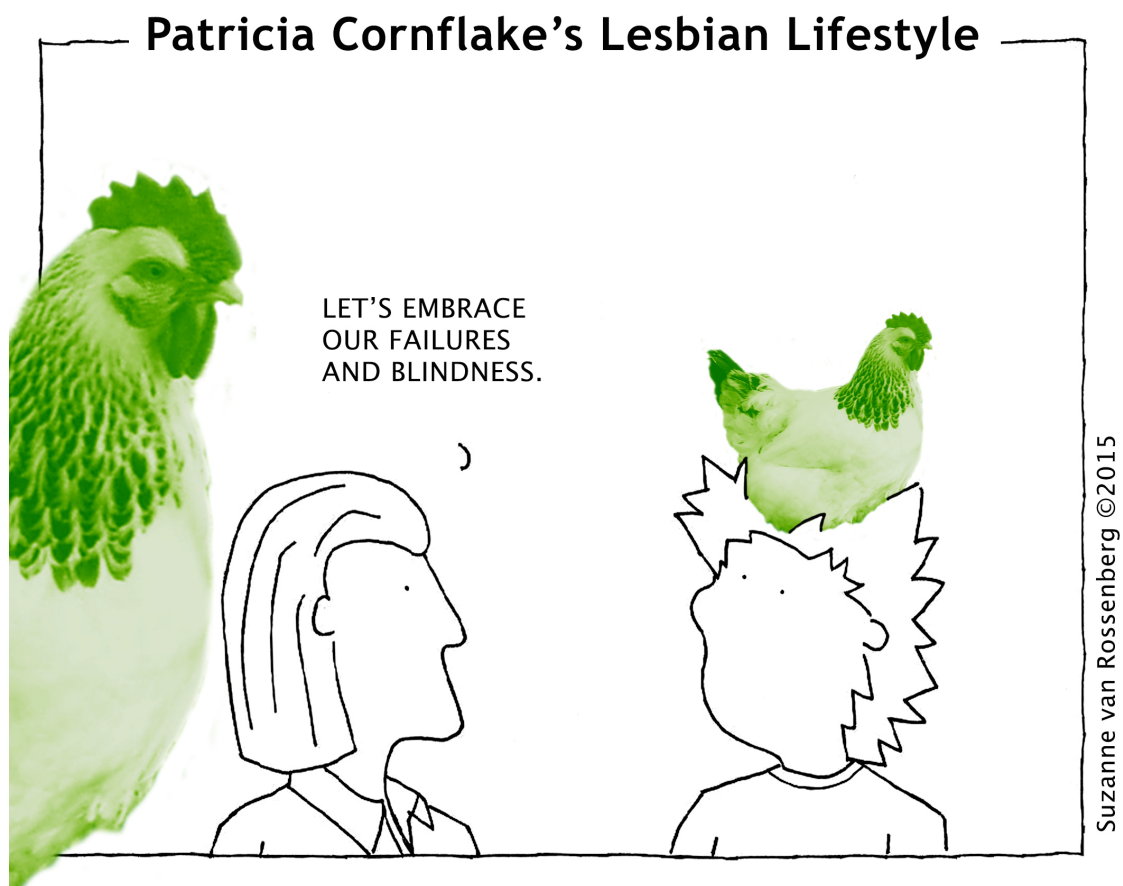 Patricia Cornflake’s Lesbian Lifestyle
LET’S EMBRACE
OUR FAILURES
AND BLINDNESS.
Suzanne van Rossenberg ©2015